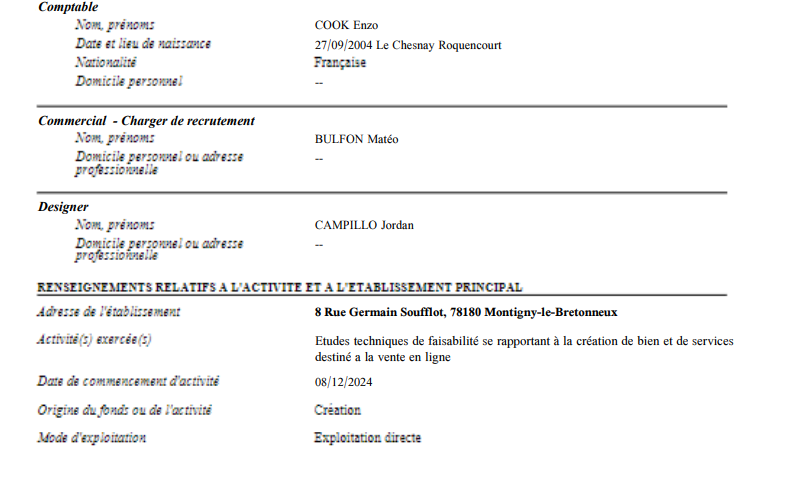 Comptable
Nom, prénoms COOK Enzo
Date et lieu de naissance 27/09/2004 Le Chesnay Roquencourt
Nationalité Française
Domicile personnel --
Commercial - Charger de recrutement
Nom, prénoms BULFON Matéo
Domicile personnel ou adresse --
professionnelle
Designer
Nom, prénoms CAMPILLO Jordan
Domicile personnel ou adresse --
professionnelle
RENSEIGNEMENTS RELATIFS A L'ACTIVITE ET A L'ETABLISSEMENT PRINCIPAL
Adresse de l'établissement 8 Rue Germain Soufflot, 78180 Montigny-le-Bretonneux
Activité(s) exercée(s) Etudes techniques de faisabilité se rapportant à la création de bien et de services
destiné a la vente en ligne
Date de commencement d'activité 08/12/2024
Origine du fonds ou de l'activité Création
Mode d'exploitation Exploitation directe